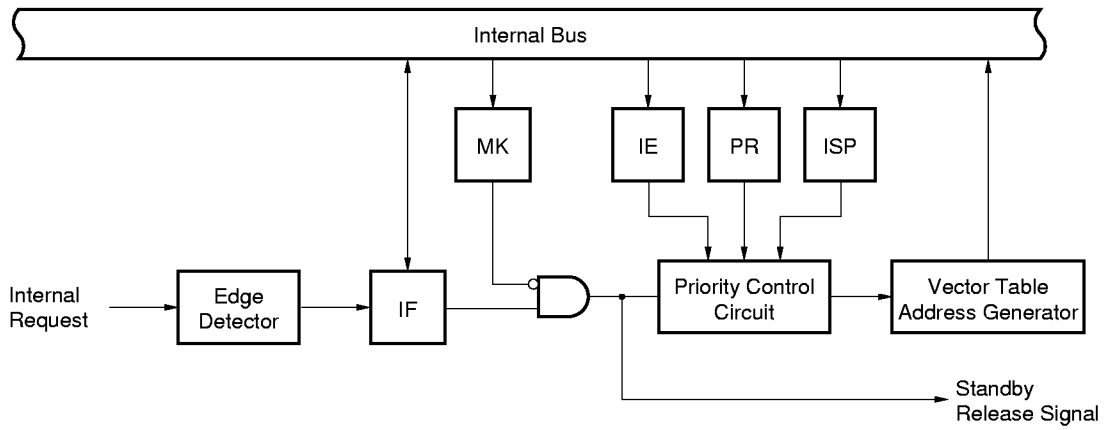 Internal Bus
MK
IE
PR
ISP
Internal
Request
Edge
Detector
IF
Priority Control
Circuit
Vector Table
Address Generator
Standby
Release Signal